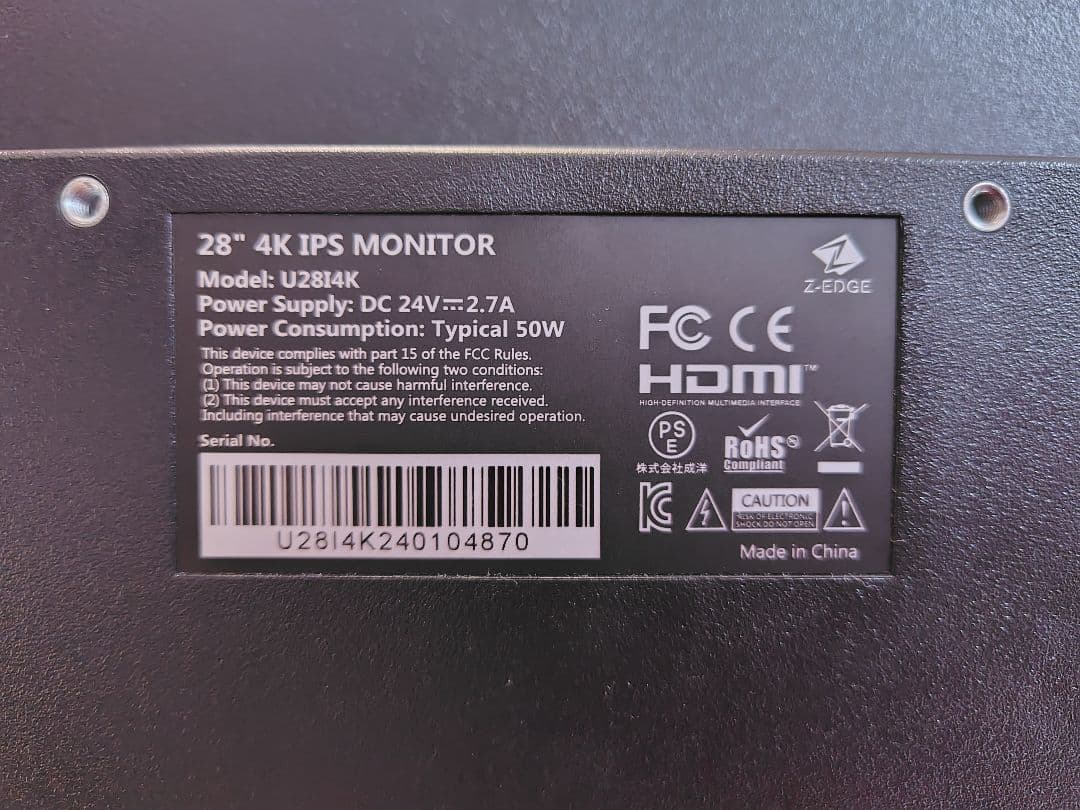 28" 4K IPS MONITOR
Model: U28I4K
Power Supply: DC 24V⎓2.7A
Power Consumption: Typical 50W
This device complies with part 15 of the FCC Rules.
Operation is subject to the following two conditions:
(1) This device may not cause harmful interference.
(2) This device must accept any interference received.
Including interference that may cause undesired operation.
Serial No.
U28I4K240104870
Z-EDGE
FC CE
HDMI™
HIGH-DEFINITION MULTIMEDIA INTERFACE
PS
E
株式会社成洋
RoHS
Compliant
CAUTION
RISK OF ELECTRONIC
SHOCK DO NOT OPEN
Made in China